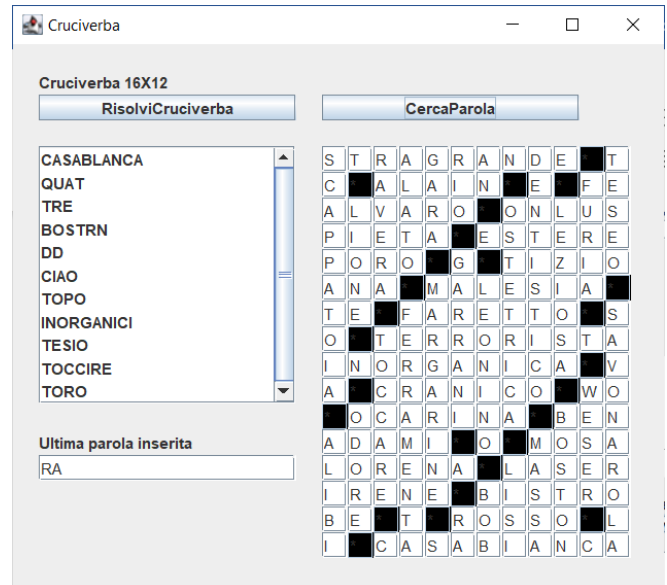 Cruciverba
Cruciverba 16X12
RisolviCruciverba CercaParola
CASABLANCA
QUAT
TRE
BOSTRN
DD
CIAO
TOPO
INORGANICI
TESIO
TOCCIRE
TORO
Ultima parola inserita
RA
S T R A G R A N D E * T
C * A L A I N * E * F E
A L V A R O * O N L U S
P I E T A * E S T E R E
P O R O * G * T I Z I O
A N A * M A L E S I A *
T E * F A R E T T O * S
O * T E R R O R I S T A
I N O R G A N I C A * V
A * C R A N I C O * W O
* O C A R I N A * B E N
A D A M I * O * M O S A
L O R E N A * L A S E R
I R E N E * B I S T R O
B E * T * R O S S O * L
I * C A S A B I A N C A